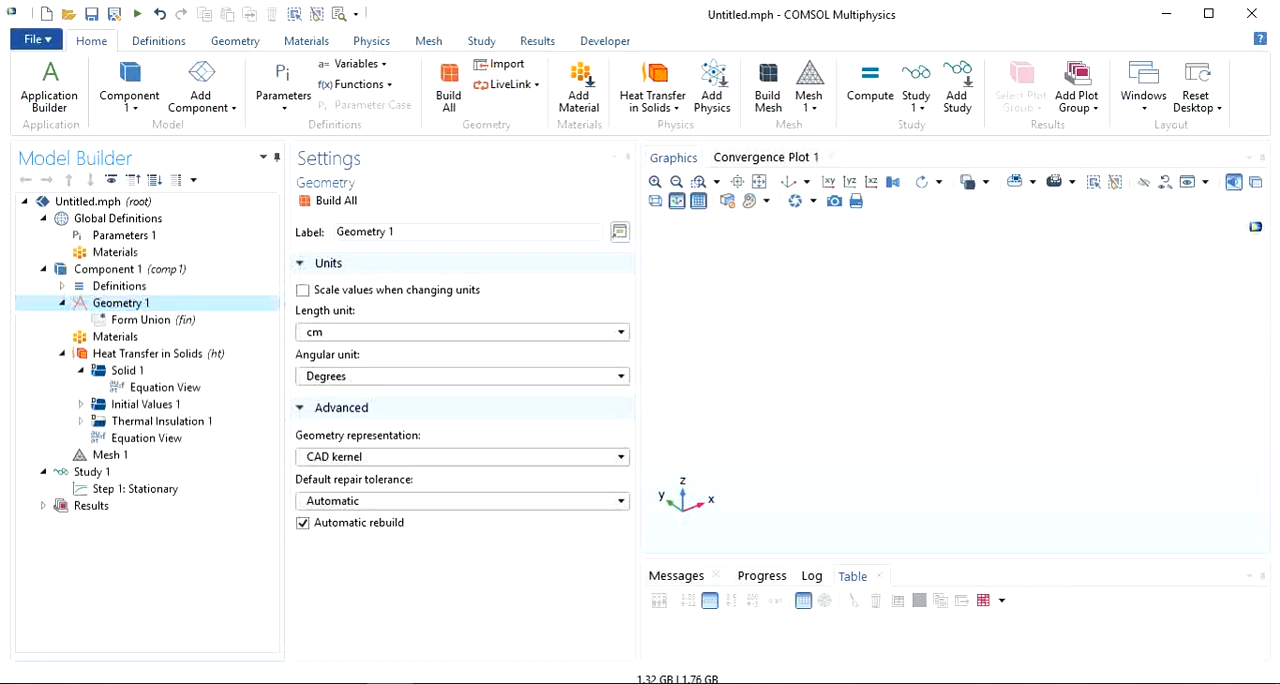 Untitled.mph - COMSOL Multiphysics
File Home Definitions Geometry Materials Physics Mesh Study Results Developer
Application Builder
Component 1
Add Component
Pi Parameters
a= Variables
f(x) Functions
Pi Parameter Case
Build All
Import
LiveLink
Add Material
Heat Transfer in Solids
Add Physics
Build Mesh
Mesh 1
Compute
Study 1
Add Study
Select Plot Group
Add Plot Group
Windows
Reset Desktop
Application Model Definitions Geometry Materials Physics Mesh Study Results Layout
Model Builder
Untitled.mph (root)
Global Definitions
Pi Parameters 1
Materials
Component 1 (comp1)
Definitions
Geometry 1
Form Union (fin)
Materials
Heat Transfer in Solids (ht)
Solid 1
Equation View
Initial Values 1
Thermal Insulation 1
Equation View
Mesh 1
Study 1
Step 1: Stationary
Results
Settings
Geometry
Build All
Label: Geometry 1
Units
Scale values when changing units
Length unit:
cm
Angular unit:
Degrees
Advanced
Geometry representation:
CAD kernel
Default repair tolerance:
Automatic
Automatic rebuild
Graphics Convergence Plot 1
xy yz xz
z
y x
Messages Progress Log Table
1.32 GB | 1.76 GB